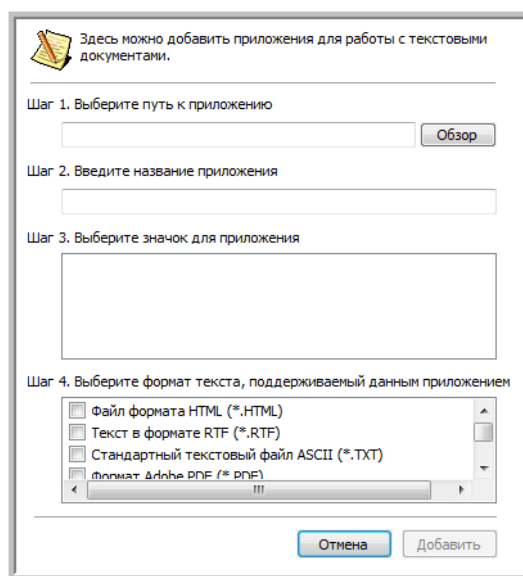 Здесь можно добавить приложения для работы с текстовыми
документами.
Шаг 1. Выберите путь к приложению
Обзор
Шаг 2. Введите название приложения
Шаг 3. Выберите значок для приложения
Шаг 4. Выберите формат текста, поддерживаемый данным приложением
Файл формата HTML (*.HTML)
Текст в формате RTF (*.RTF)
Стандартный текстовый файл ASCII (*.TXT)
Формат Adobe PDF (*.PDF)
Отмена
Добавить